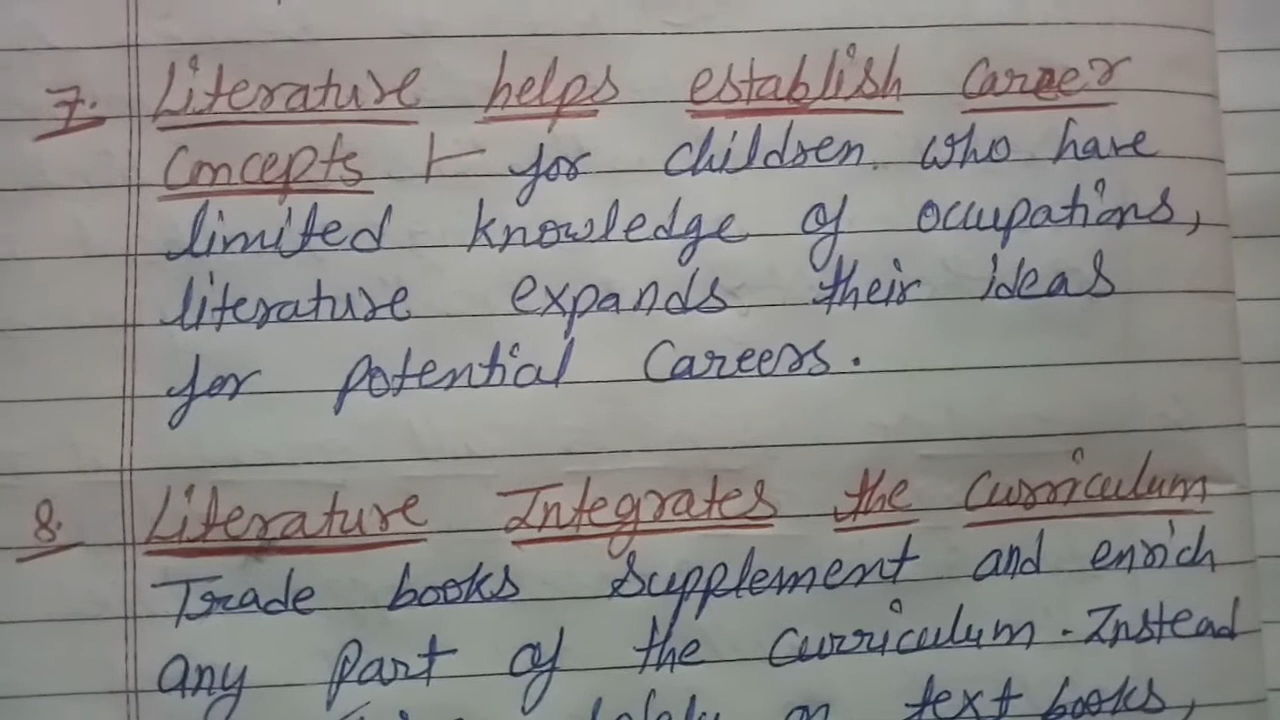 7. Literature helps establish Career
Concepts :- for children. who have
limited knowledge of occupations,
literature expands their ideas
for potential Careers.
8. Literature Integrates the Curriculum
Trade books Supplement and enrich
any part of the Curriculum. Instead
on text books,